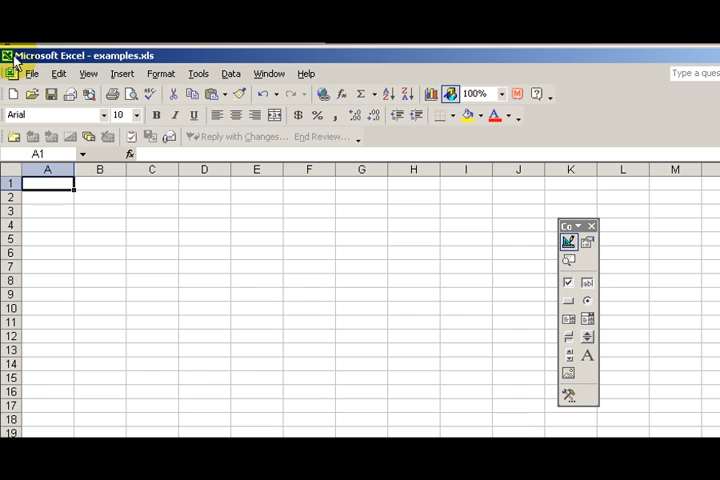 Microsoft Excel - examples.xls
File Edit View Insert Format Tools Data Window Help
Type a ques
100%
Arial 10 B I U $ % ,
Reply with Changes... End Review...
A1 fx
A B C D E F G H I J K L M
1
2
3
Co
4
5
6
7
8
9
10
11
12
13
14
15
16
17
18
19